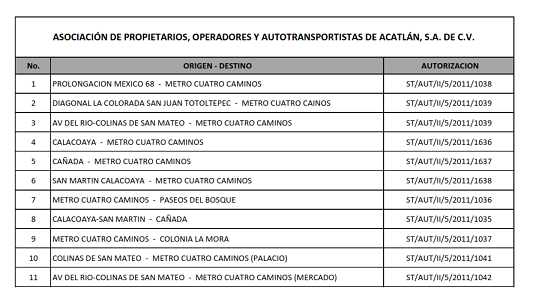 ASOCIACIÓN DE PROPIETARIOS, OPERADORES Y AUTOTRANSPORTISTAS DE ACATLÁN, S.A. DE C.V.
No. ORIGEN - DESTINO AUTORIZACION
1 PROLONGACION MEXICO 68 - METRO CUATRO CAMINOS ST/AUT/II/5/2011/1038
2 DIAGONAL LA COLORADA SAN JUAN TOTOLTEPEC - METRO CUATRO CAINOS ST/AUT/II/5/2011/1039
3 AV DEL RIO-COLINAS DE SAN MATEO - METRO CUATRO CAMINOS ST/AUT/II/5/2011/1039
4 CALACOAYA - METRO CUATRO CAMINOS ST/AUT/II/5/2011/1636
5 CAÑADA - METRO CUATRO CAMINOS ST/AUT/II/5/2011/1637
6 SAN MARTIN CALACOAYA - METRO CUATRO CAMINOS ST/AUT/II/5/2011/1638
7 METRO CUATRO CAMINOS - PASEOS DEL BOSQUE ST/AUT/II/5/2011/1036
8 CALACOAYA-SAN MARTIN - CAÑADA ST/AUT/II/5/2011/1035
9 METRO CUATRO CAMINOS - COLONIA LA MORA ST/AUT/II/5/2011/1037
10 COLINAS DE SAN MATEO - METRO CUATRO CAMINOS (PALACIO) ST/AUT/II/5/2011/1041
11 AV DEL RIO-COLINAS DE SAN MATEO - METRO CUATRO CAMINOS (MERCADO) ST/AUT/II/5/2011/1042